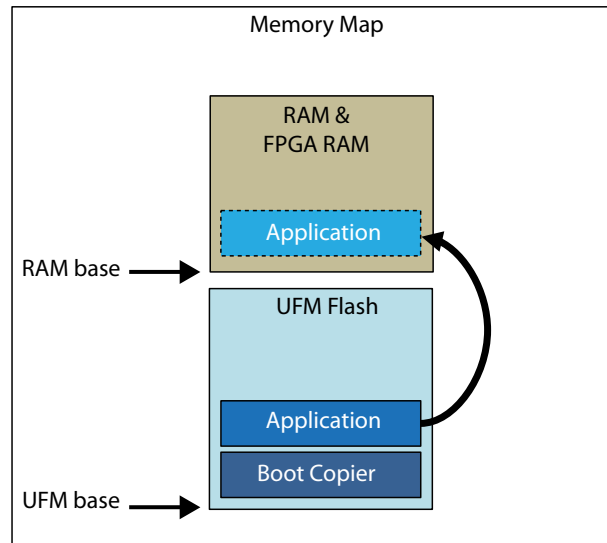 Memory Map
RAM &
FPGA RAM
Application
RAM base
UFM Flash
Application
Boot Copier
UFM base